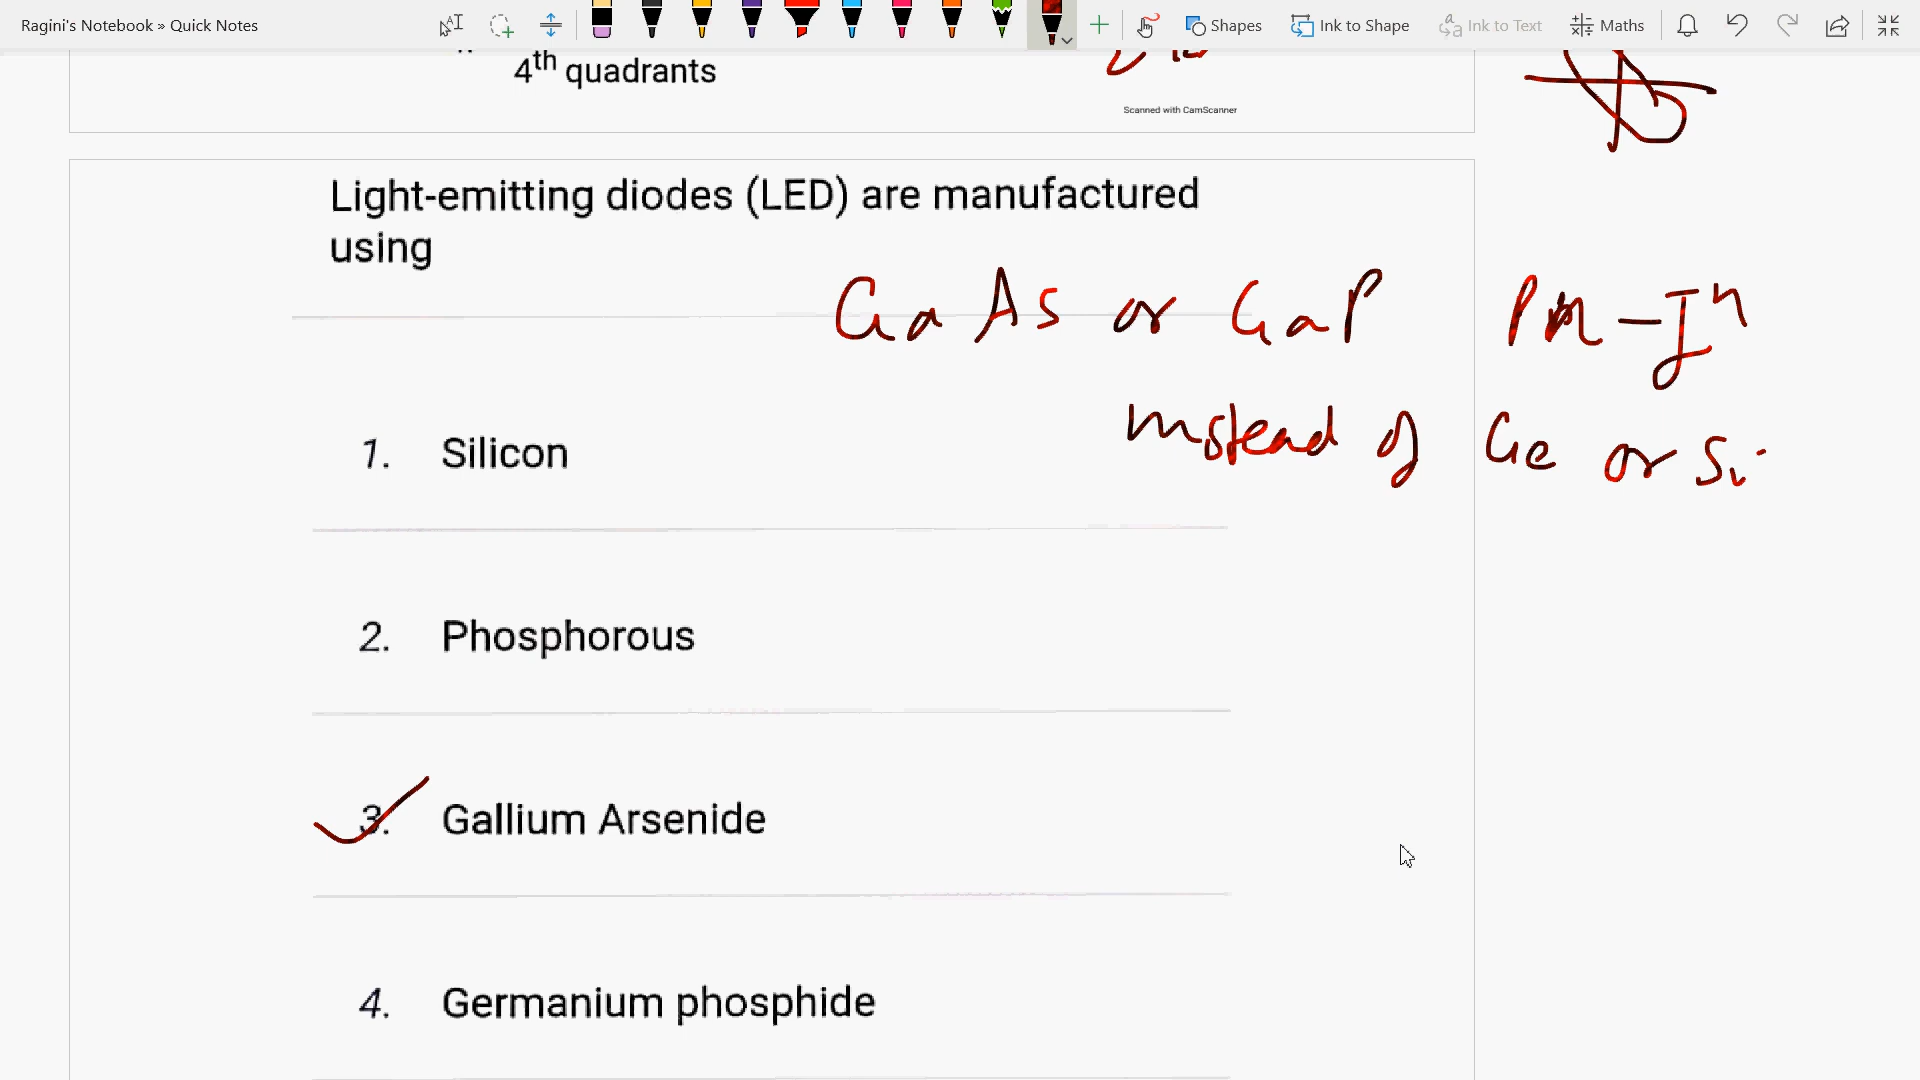 Ragini's Notebook » Quick Notes
Shapes
Ink to Shape
Ink to Text
Maths
4th quadrants
Scanned with CamScanner
Light-emitting diodes (LED) are manufactured
using
GaAs or GaP Pn-Jn
instead of Ge or Si
1. Silicon
2. Phosphorous
3. Gallium Arsenide
4. Germanium phosphide